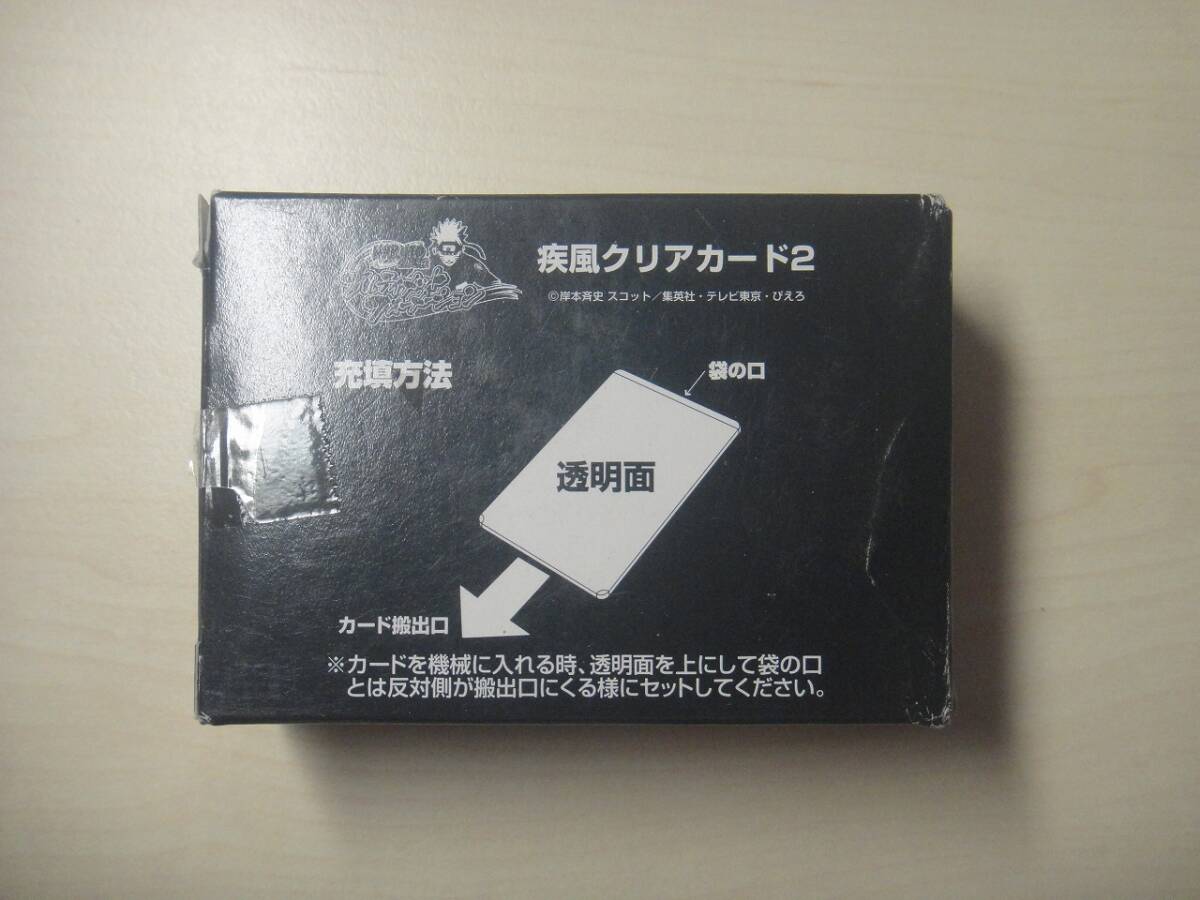 疾風クリアカード2
©岸本斉史 スコット／集英社・テレビ東京・ぴえろ
充填方法
袋の口
透明面
カード搬出口
※カードを機械に入れる時、透明面を上にして袋の口
とは反対側が搬出口にくる様にセットしてください。